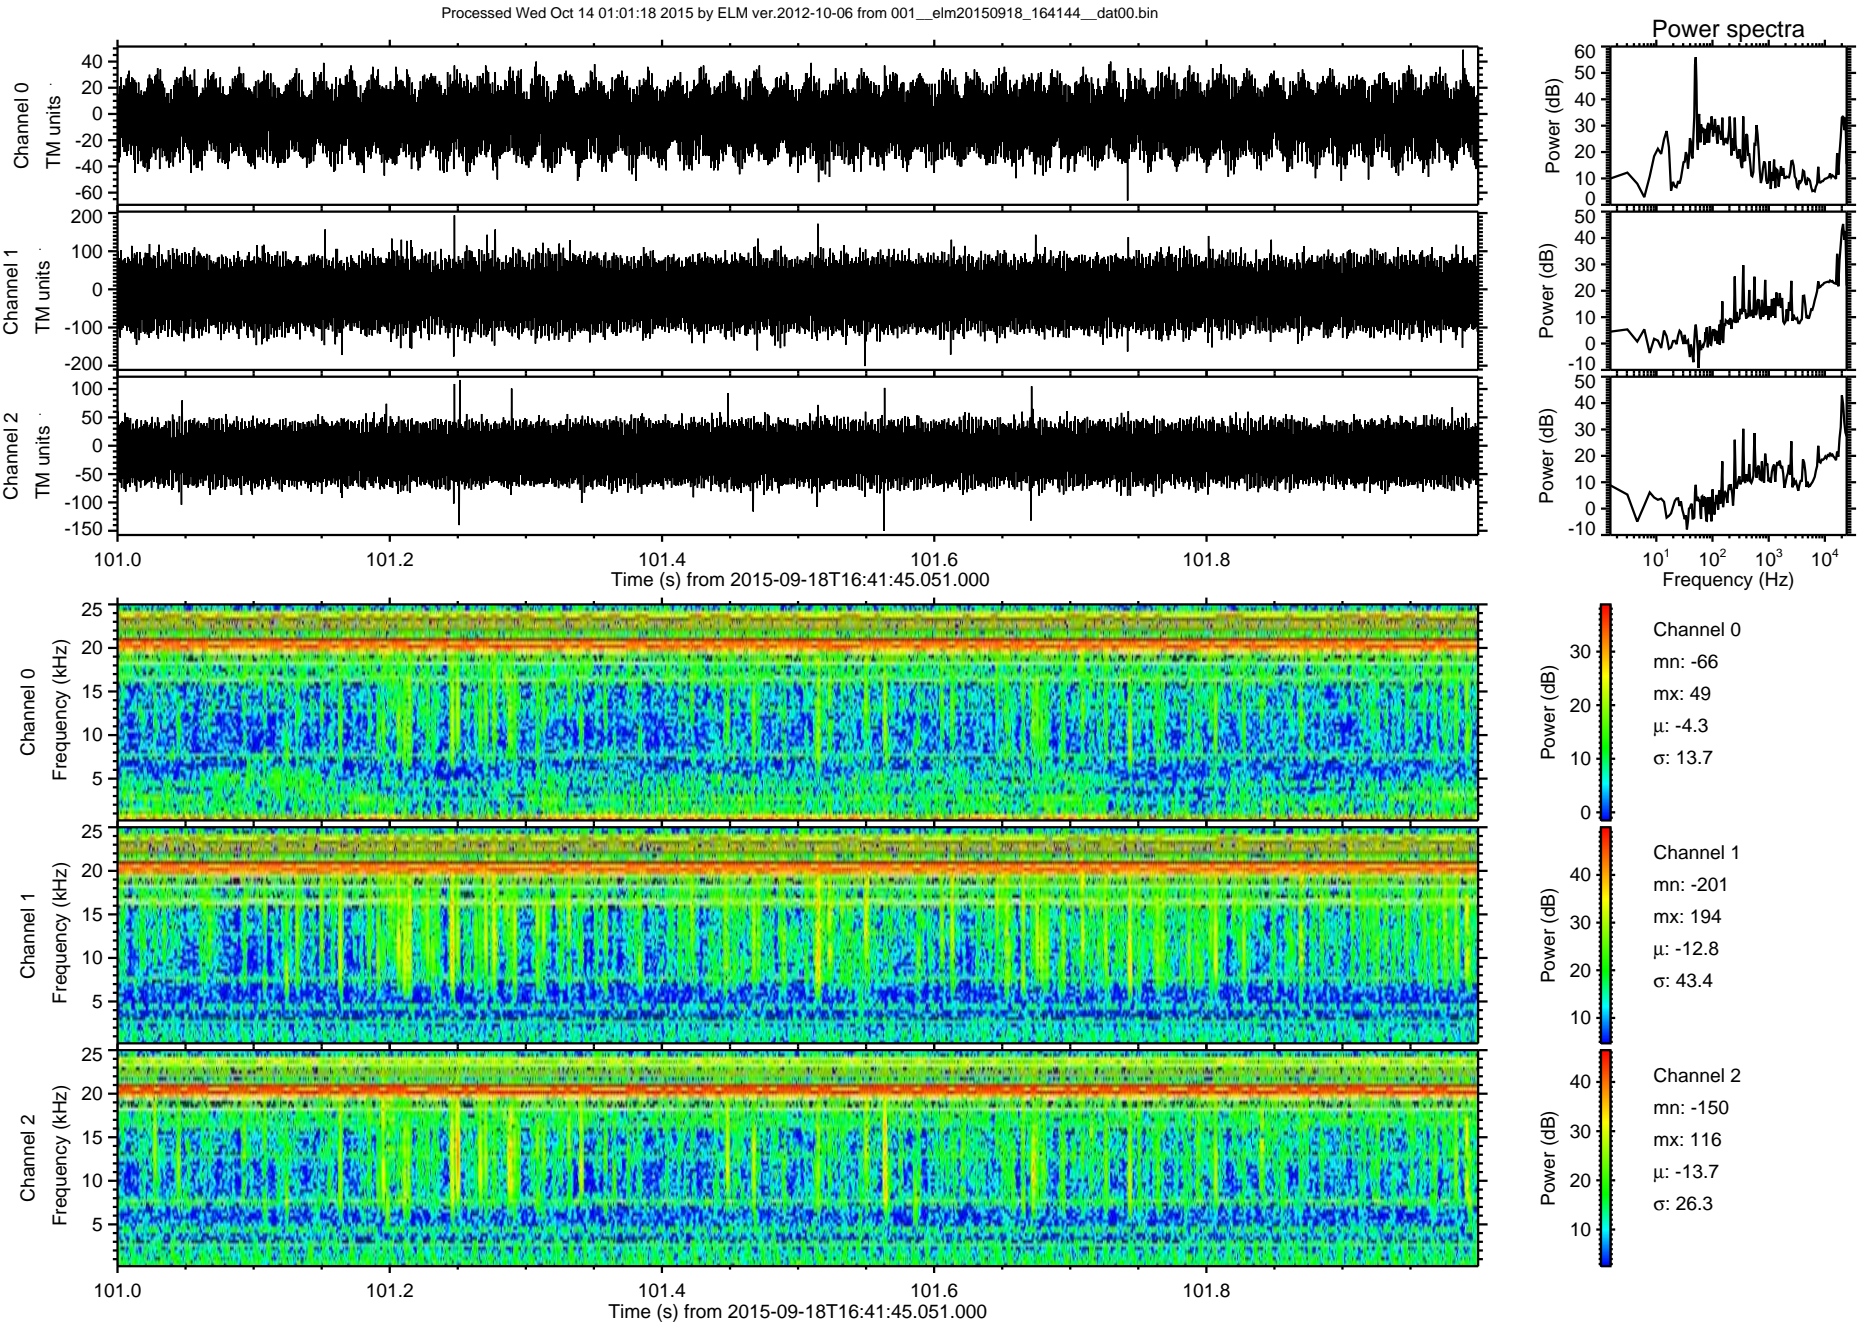 Processed Wed Oct 14 01:01:18 2015 by ELM ver.2012-10-06 from 001__elm20150918_164144__dat00.bin
Power spectra
Channel 0
TM units
40
20
0
-20
-40
-60
Power (dB)
60
50
40
30
20
10
0
Channel 1
TM units
200
100
0
-100
-200
Power (dB)
50
40
30
20
10
0
-10
Channel 2
TM units
100
50
0
-50
-100
-150
Power (dB)
50
40
30
20
10
0
-10
101.0 101.2 101.4 101.6 101.8
Time (s) from 2015-09-18T16:41:45.051.000
10^1 10^2 10^3 10^4
Frequency (Hz)
Channel 0
Frequency (kHz)
25
20
15
10
5
Power (dB)
30
20
10
0
Channel 0
mn: -66
mx: 49
µ: -4.3
σ: 13.7
Channel 1
Frequency (kHz)
25
20
15
10
5
Power (dB)
40
30
20
10
Channel 1
mn: -201
mx: 194
µ: -12.8
σ: 43.4
Channel 2
Frequency (kHz)
25
20
15
10
5
Power (dB)
40
30
20
10
Channel 2
mn: -150
mx: 116
µ: -13.7
σ: 26.3
101.0 101.2 101.4 101.6 101.8
Time (s) from 2015-09-18T16:41:45.051.000